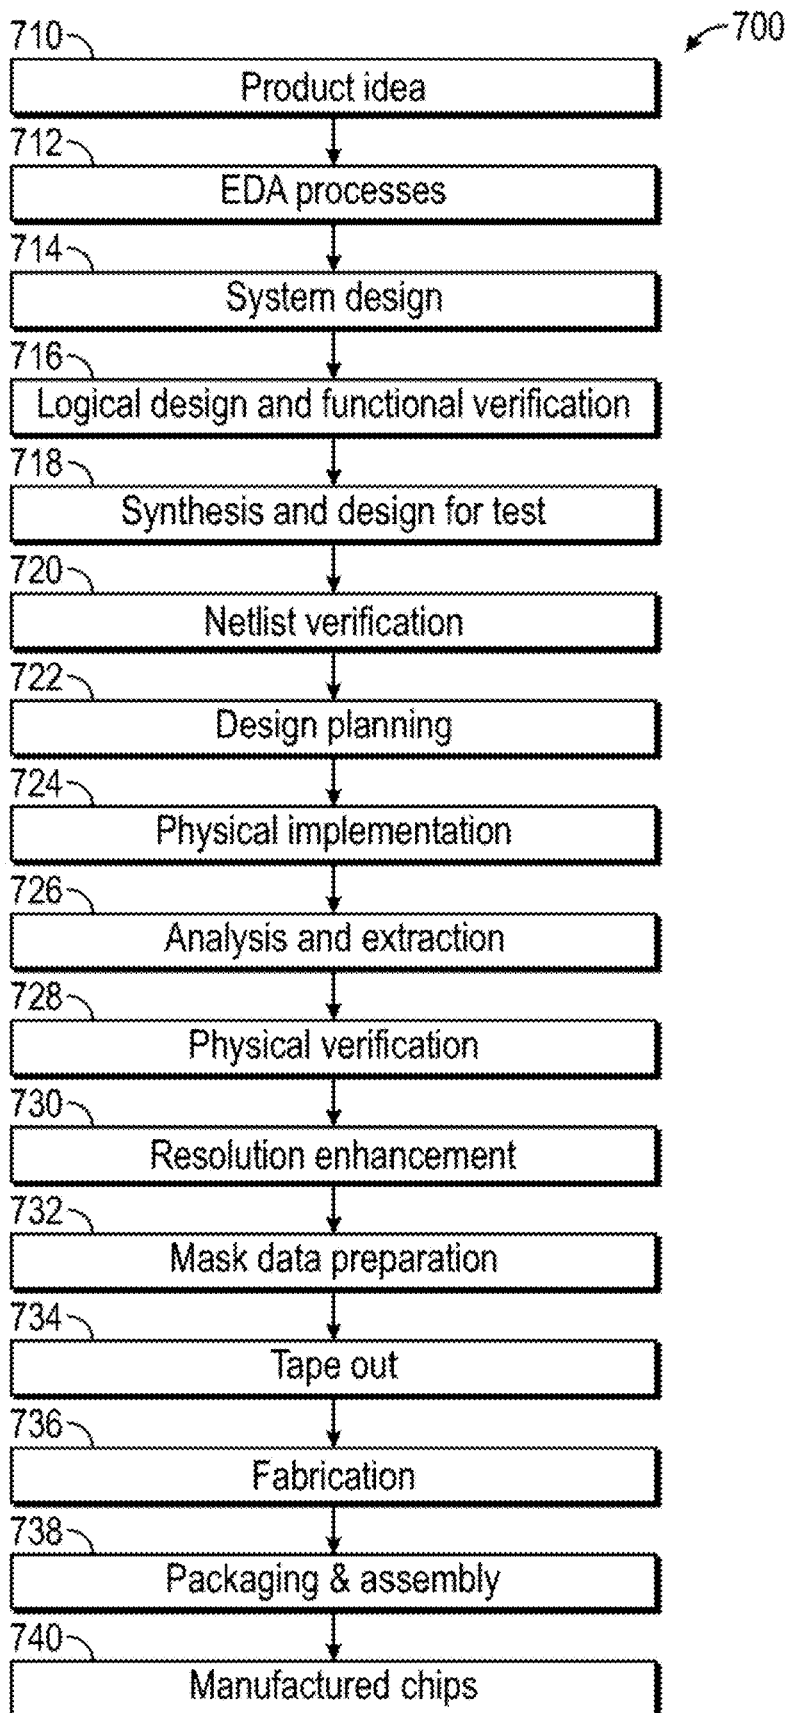 700
710
Product idea
712
EDA processes
714
System design
716
Logical design and functional verification
718
Synthesis and design for test
720
Netlist verification
722
Design planning
724
Physical implementation
726
Analysis and extraction
728
Physical verification
730
Resolution enhancement
732
Mask data preparation
734
Tape out
736
Fabrication
738
Packaging & assembly
740
Manufactured chips